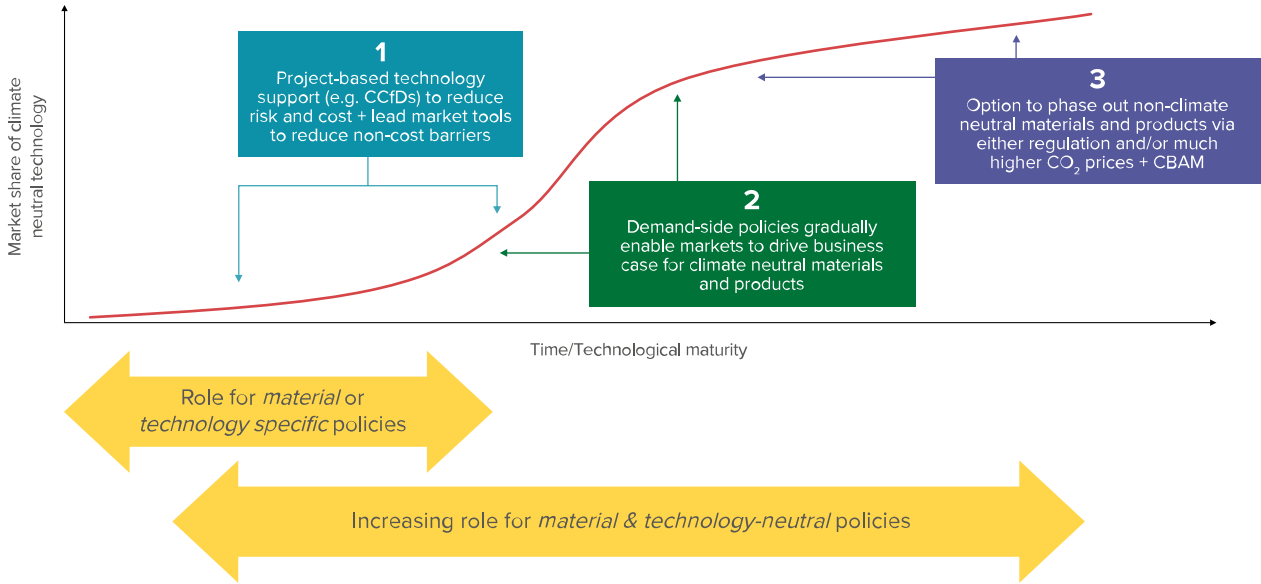 Market share of climate
neutral technology
1
Project-based technology
support (e.g. CCfDs) to reduce
risk and cost + lead market tools
to reduce non-cost barriers
2
Demand-side policies gradually
enable markets to drive business
case for climate neutral materials
and products
3
Option to phase out non-climate
neutral materials and products via
either regulation and/or much
higher CO₂ prices + CBAM
Time/Technological maturity
Role for material or
technology specific policies
Increasing role for material & technology-neutral policies